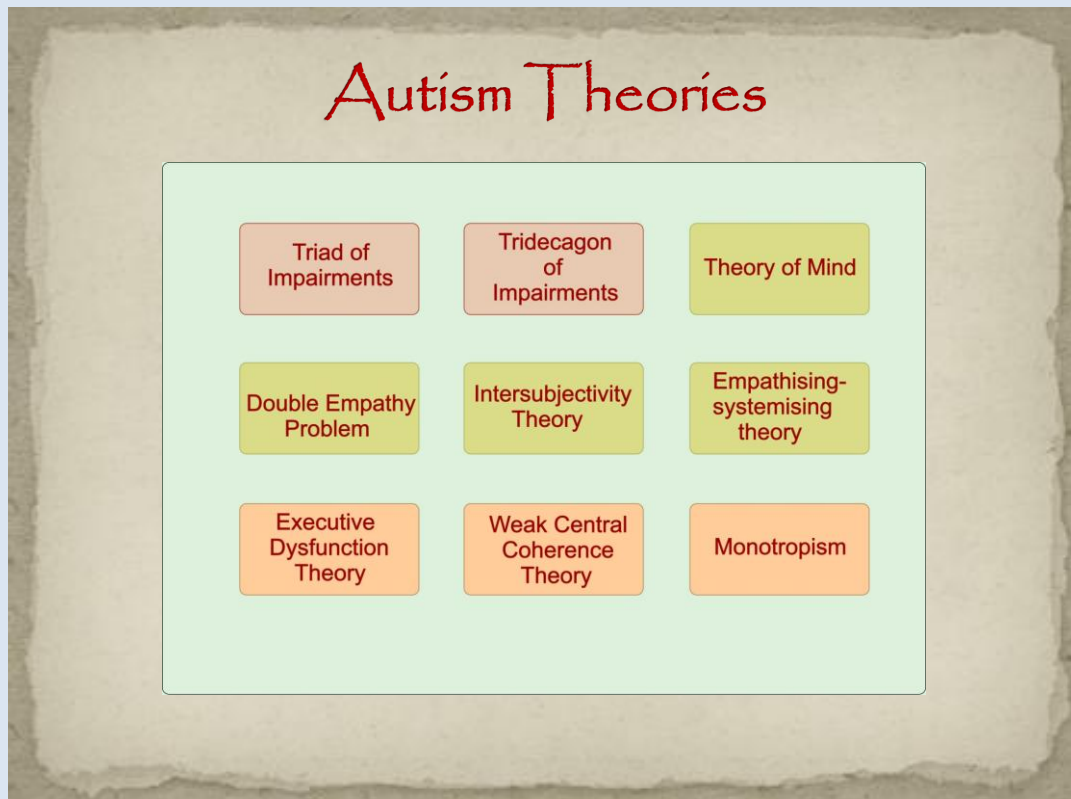 Autism Theories
Triad of
Impairments
Tridecagon
of
Impairments
Theory of Mind
Double Empathy
Problem
Intersubjectivity
Theory
Empathising-
systemising
theory
Executive
Dysfunction
Theory
Weak Central
Coherence
Theory
Monotropism